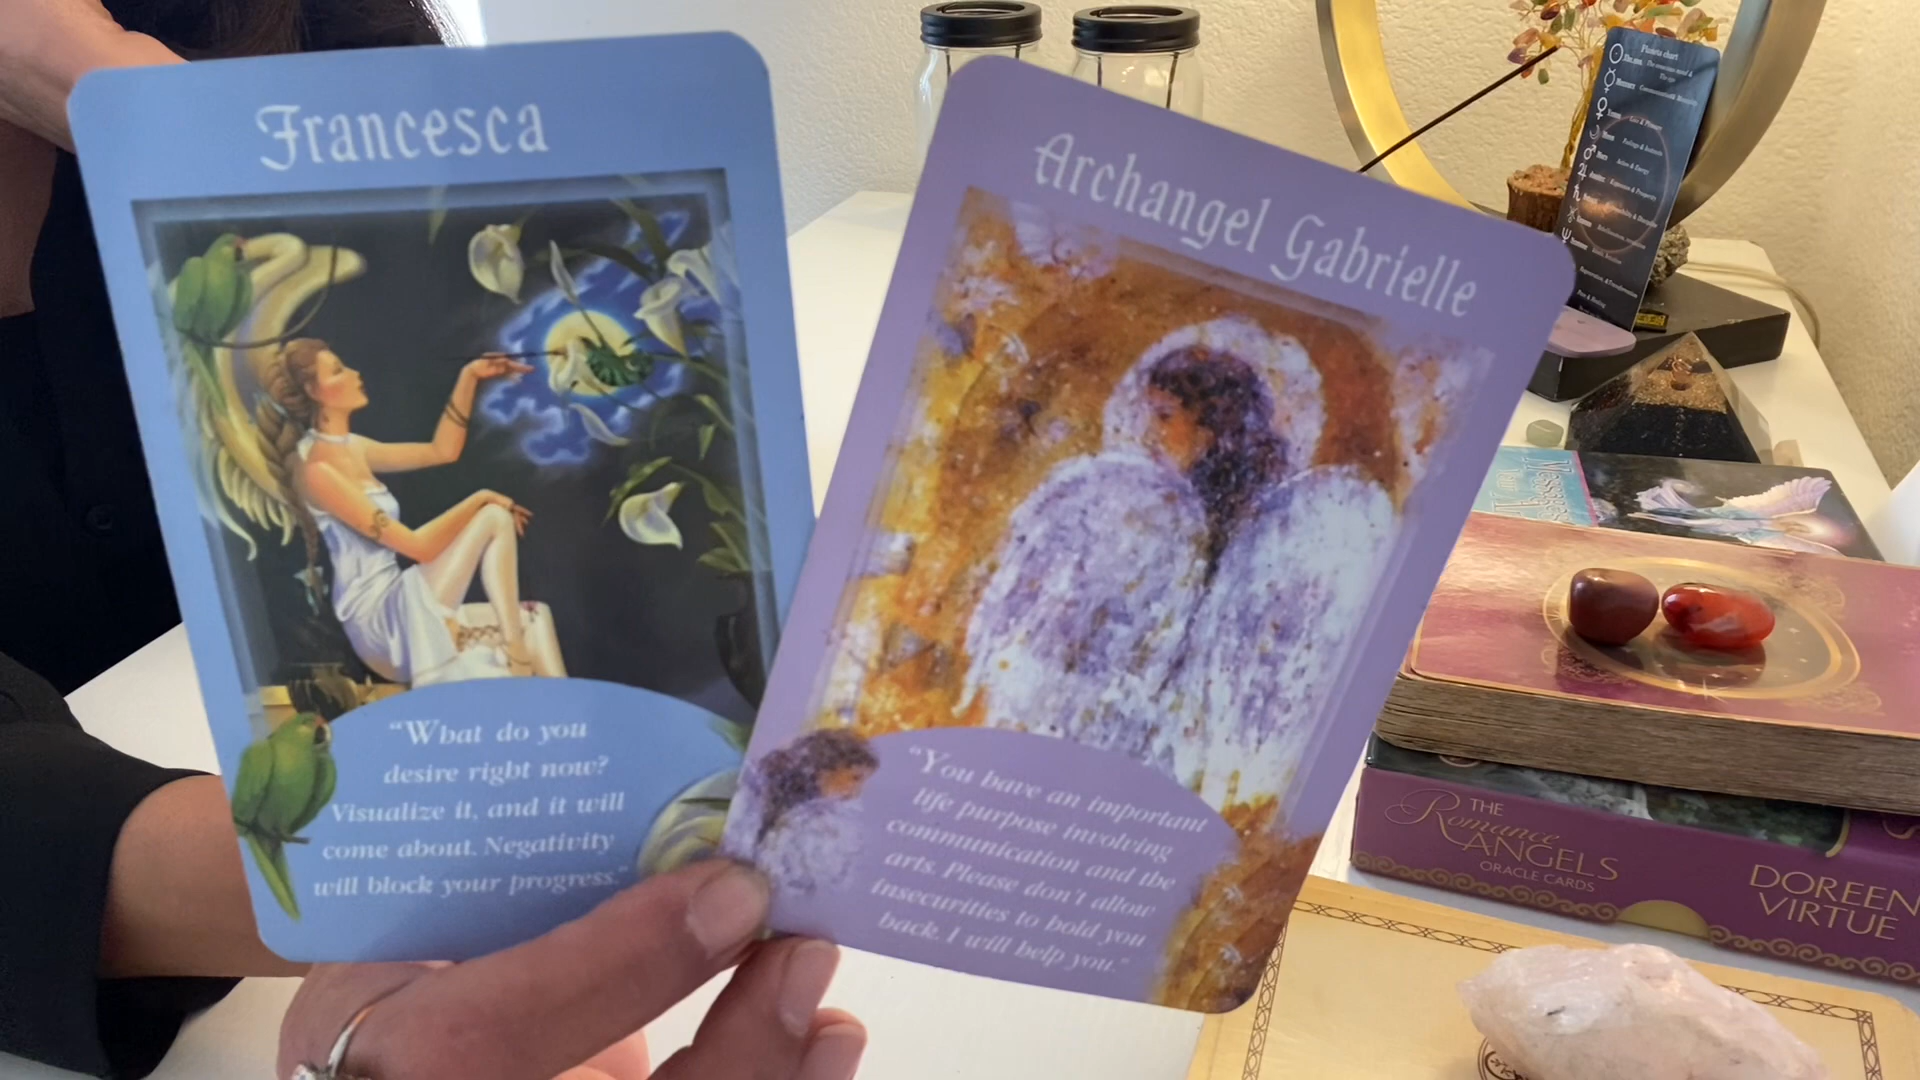 Francesca
"What do you
desire right now?
Visualize it, and it will
come about. Negativity
will block your progress."
Archangel Gabrielle
"You have an important
life purpose involving
communication and the
arts. Please don't allow
insecurities to hold you
back. I will help you."
Planets chart
THE
Romance
ANGELS
ORACLE CARDS
DOREEN
VIRTUE